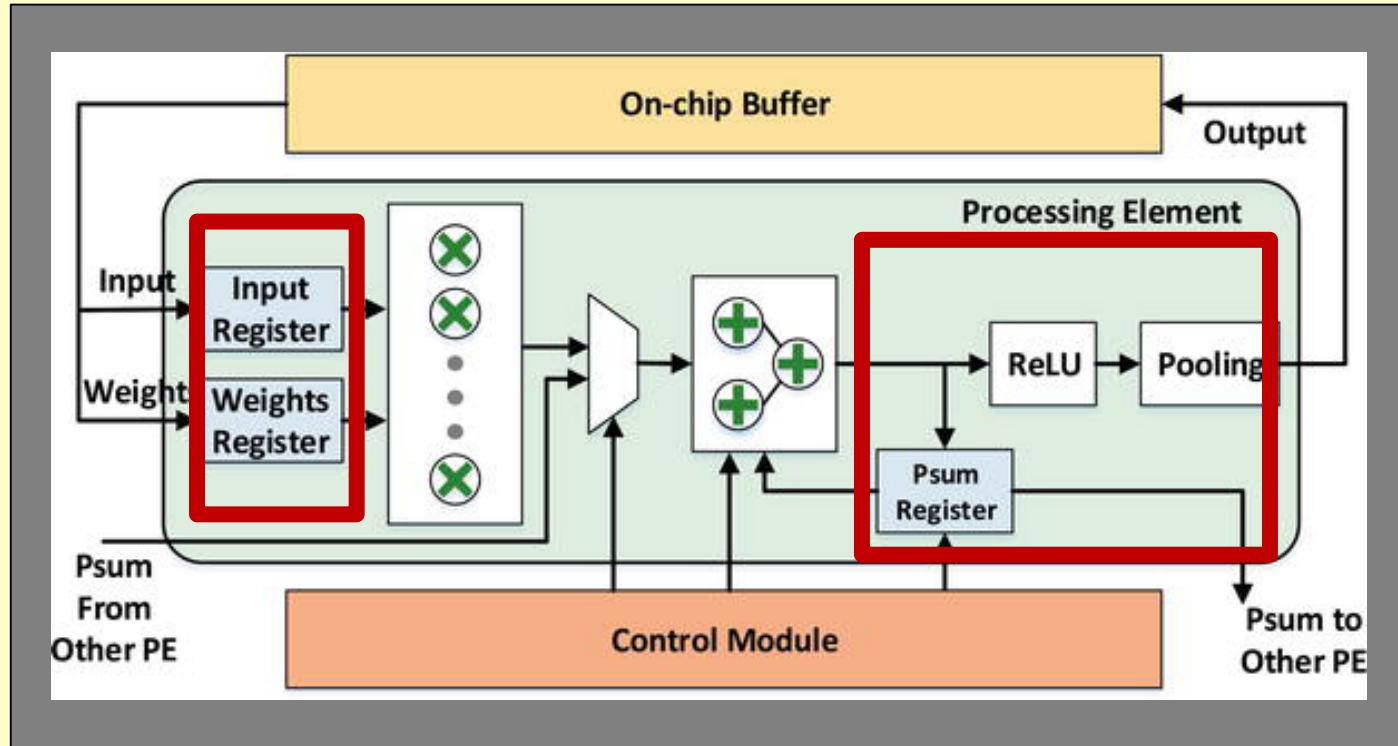 On-chip Buffer
Output
Processing Element
Input
Input
Register
Weights
Weights
Register
ReLU
Pooling
Psum
Register
Psum
From
Other PE
Control Module
Psum to
Other PE